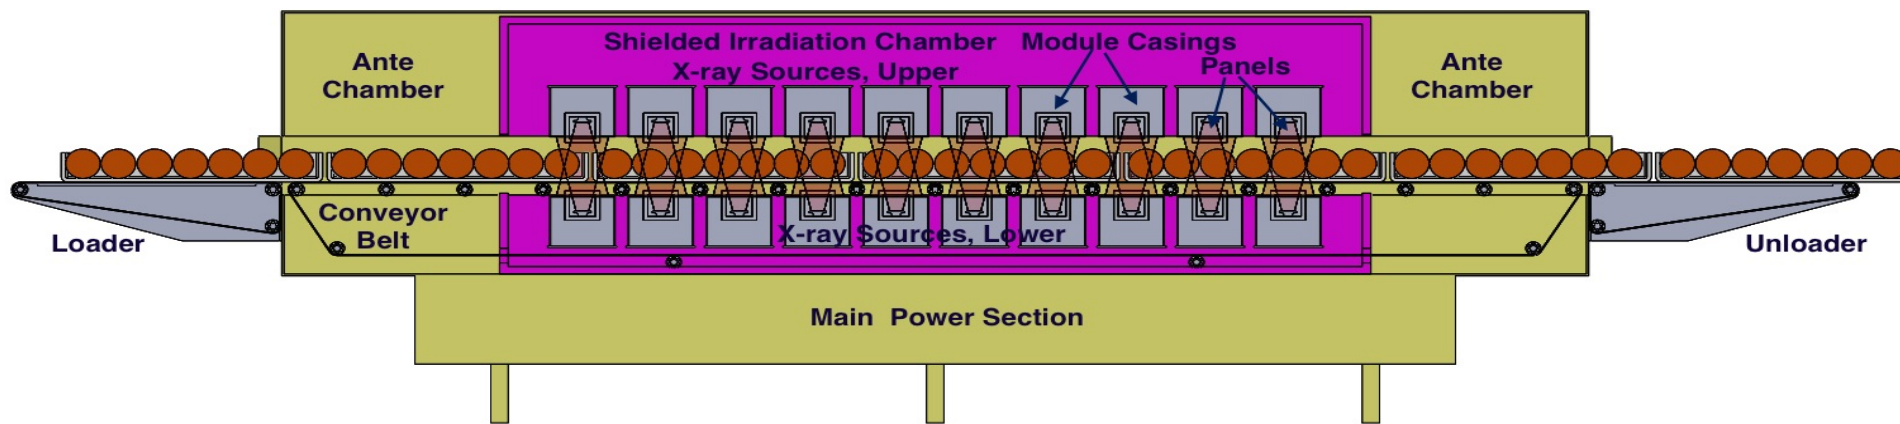 Shielded Irradiation Chamber
Module Casings
X-ray Sources, Upper
Panels
Ante
Chamber
Ante
Chamber
Conveyor
Belt
Loader
X-ray Sources, Lower
Unloader
Main Power Section